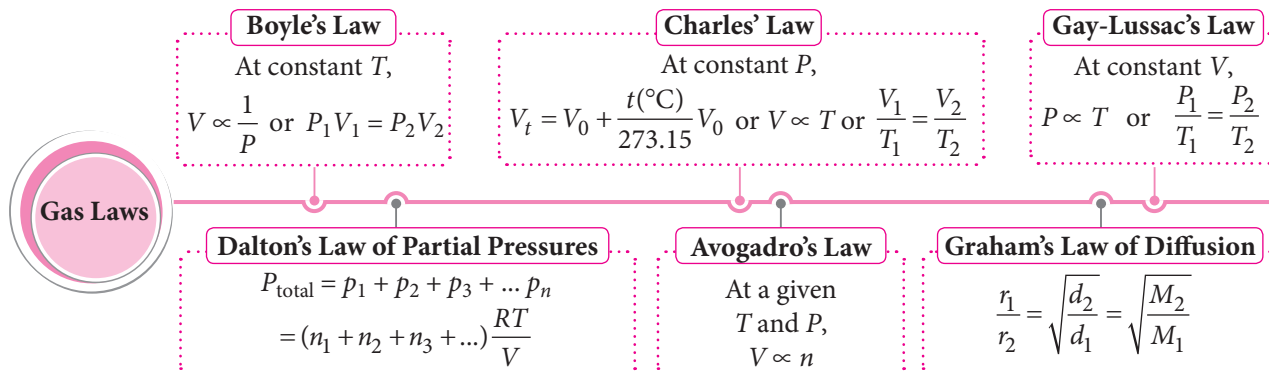 Gas Laws
Boyle's Law
At constant T,
V ∝ 1/P or P₁V₁ = P₂V₂
Charles' Law
At constant P,
Vₜ = V₀ + t(°C)/273.15 V₀ or V ∝ T or V₁/T₁ = V₂/T₂
Gay-Lussac's Law
At constant V,
P ∝ T or P₁/T₁ = P₂/T₂
Dalton's Law of Partial Pressures
P_total = p₁ + p₂ + p₃ + ... pₙ
= (n₁ + n₂ + n₃ + ...) RT/V
Avogadro's Law
At a given
T and P,
V ∝ n
Graham's Law of Diffusion
r₁/r₂ = √(d₂/d₁) = √(M₂/M₁)